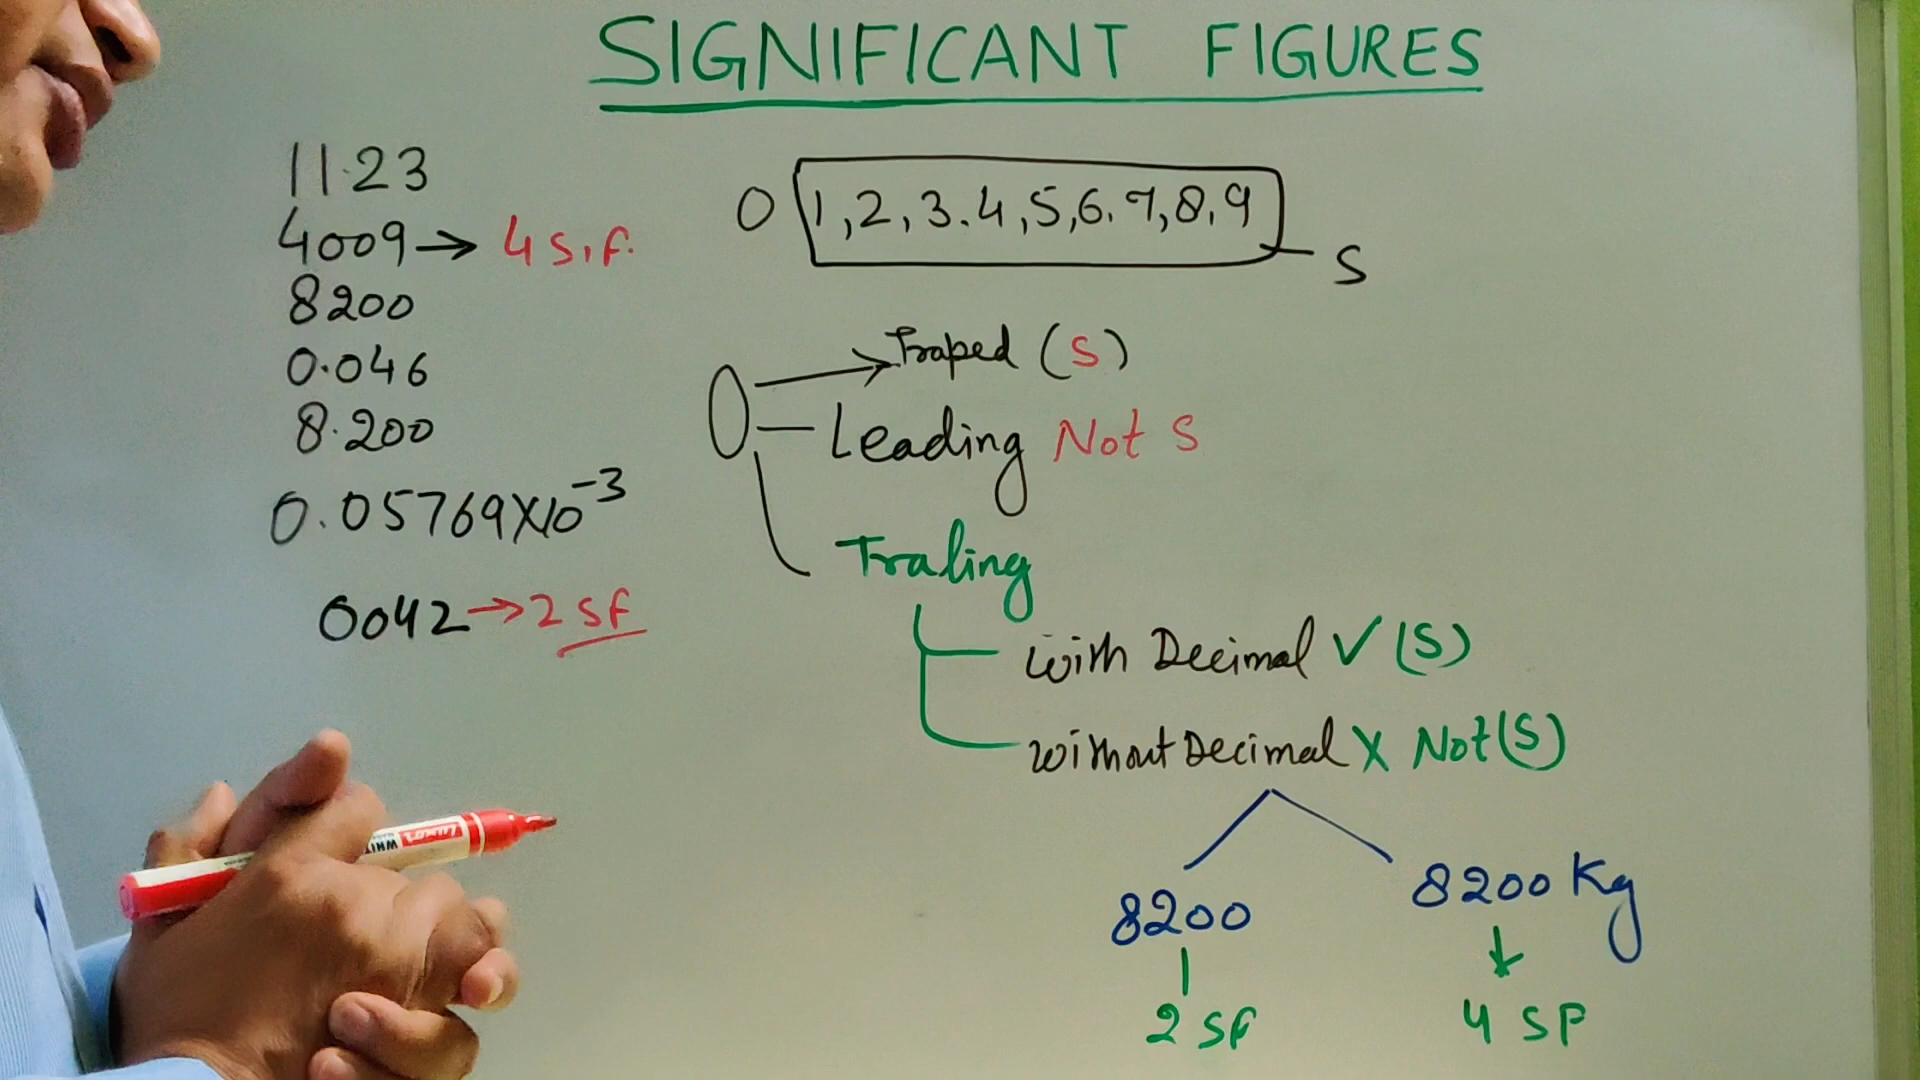 SIGNIFICANT FIGURES
11.23
4009 → 4 S.F.
8200
0.046
8.200
0.05769X10⁻³
0042 → 2 SF
0 1,2,3.4,5,6.7,8,9 S
0 Traped (S)
Leading Not S
Traling
With Decimal ✓ (S)
Without Decimal X Not (S)
8200
2 SF
8200 Kg
4 SF
WHIT